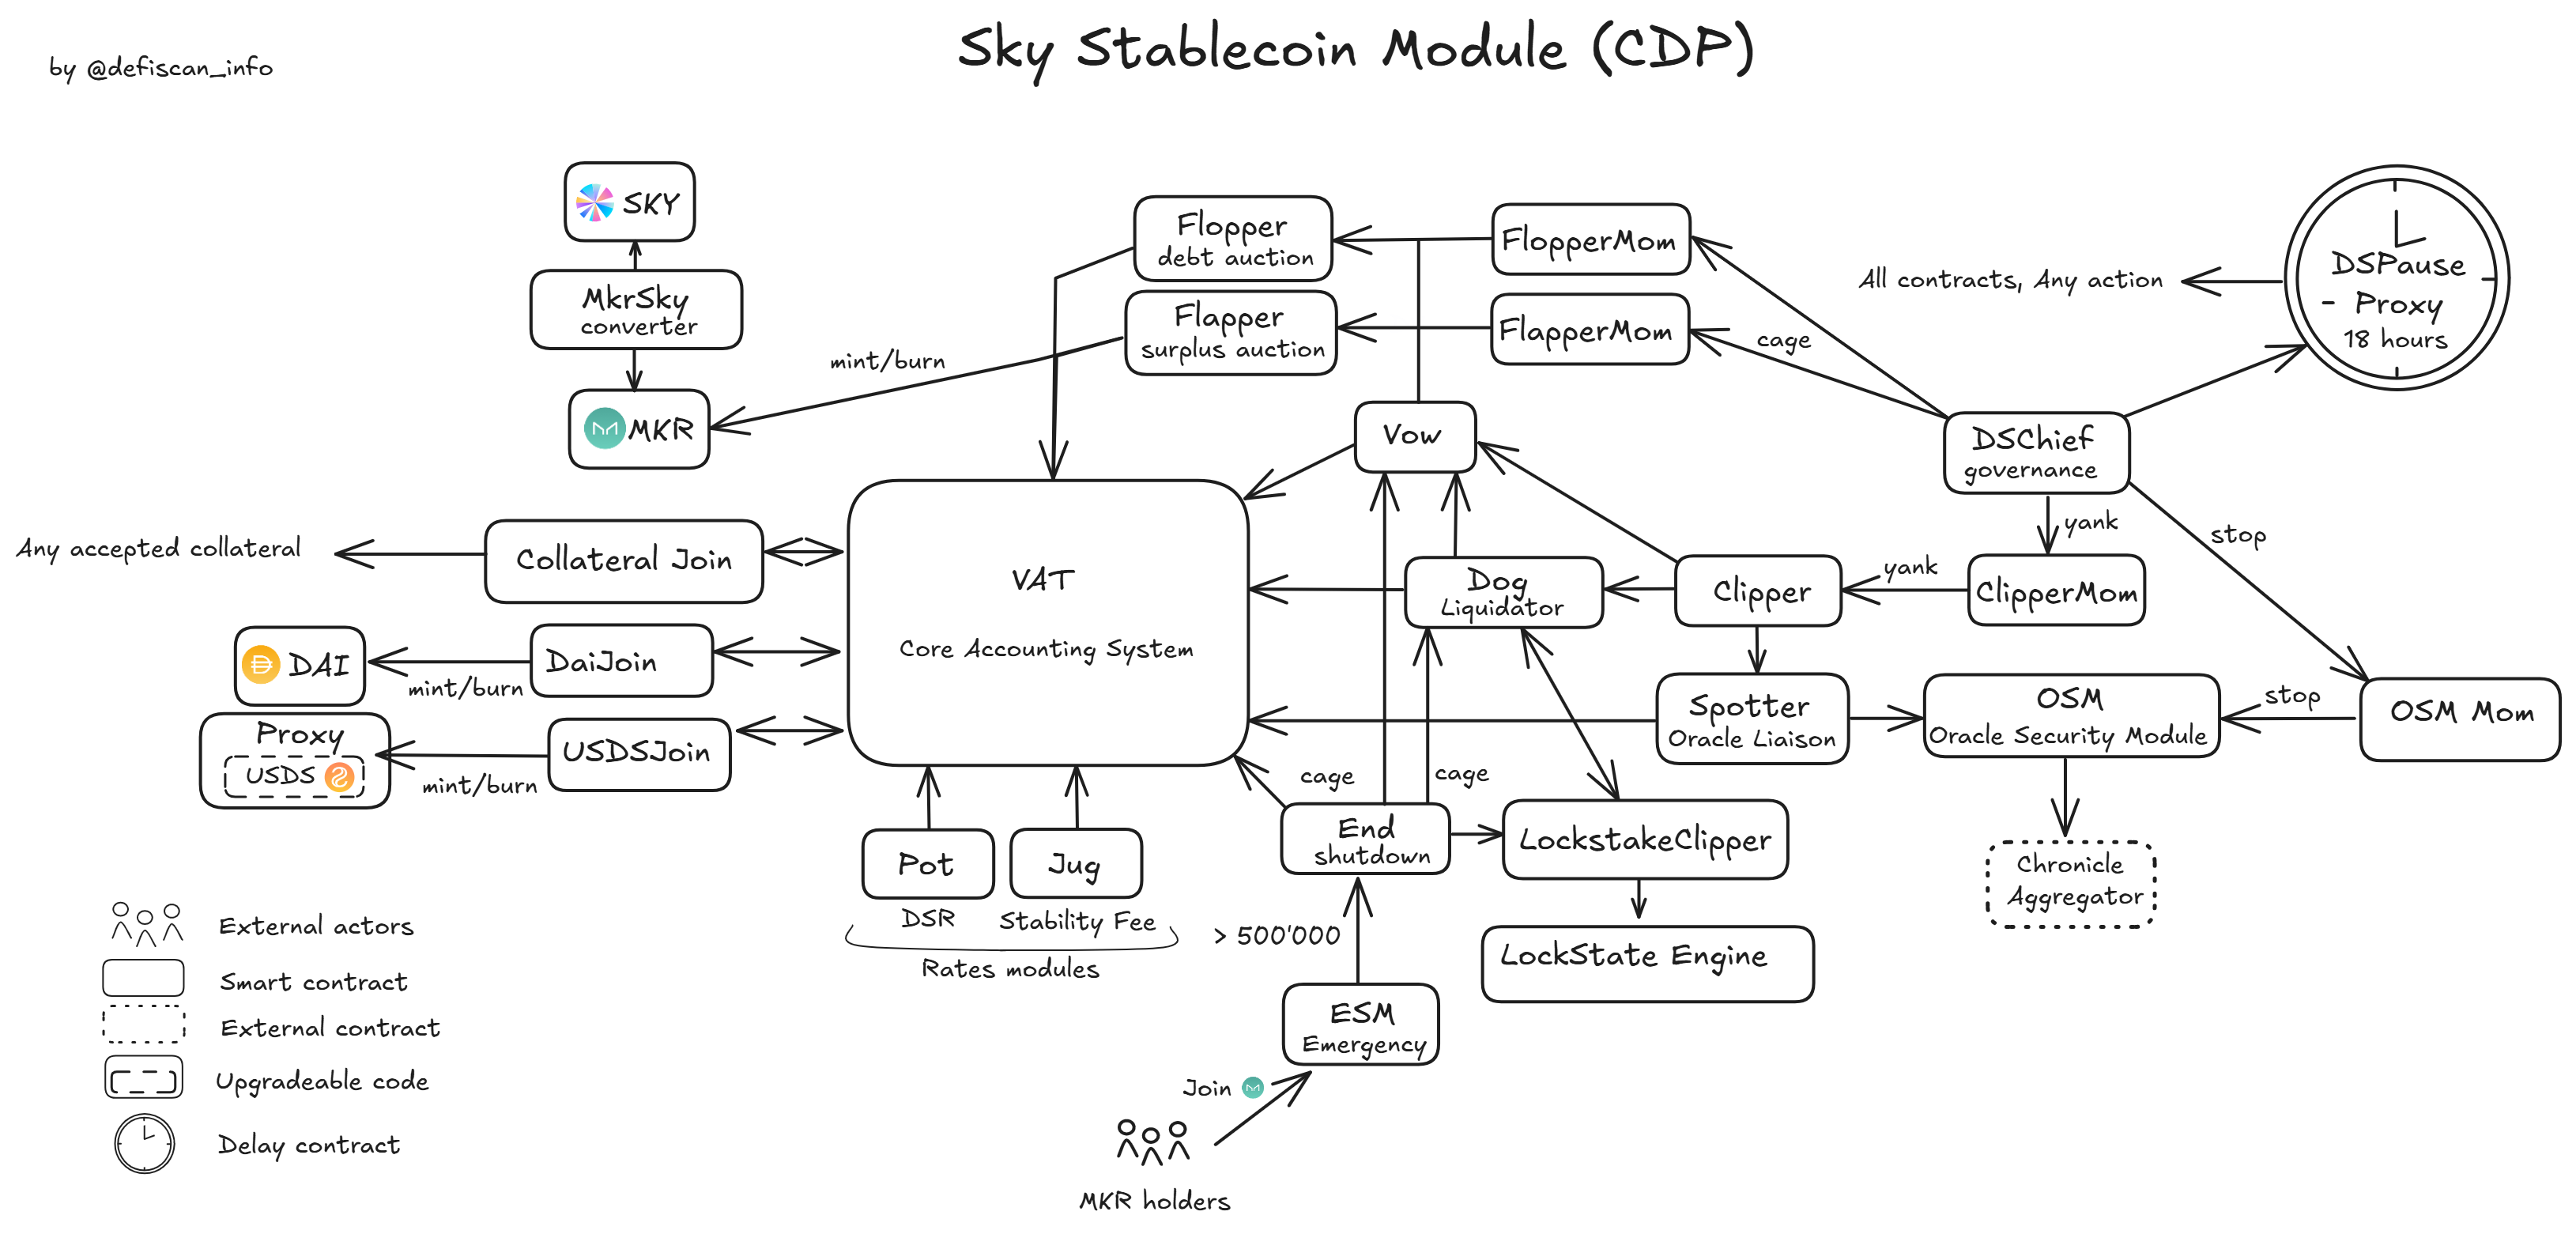 Sky Stablecoin Module (CDP)
by @defiscan_info
SKY
MkrSky
converter
MKR
mint/burn
Flopper
debt auction
Flapper
surplus auction
FlopperMom
FlapperMom
cage
All contracts, Any action
DSPause
- Proxy
18 hours
DSChief
governance
Vow
yank
stop
Any accepted collateral
Collateral Join
VAT
Core Accounting System
Dog
Liquidator
Clipper
yank
ClipperMom
DAI
mint/burn
DaiJoin
Proxy
USDS
mint/burn
USDSJoin
Spotter
Oracle Liaison
OSM
Oracle Security Module
stop
OSM Mom
cage
cage
Pot
Jug
DSR
Stability Fee
Rates modules
End
shutdown
LockstakeClipper
Chronicle
Aggregator
> 500'000
LockState Engine
ESM
Emergency
Join
MKR holders
External actors
Smart contract
External contract
Upgradeable code
Delay contract